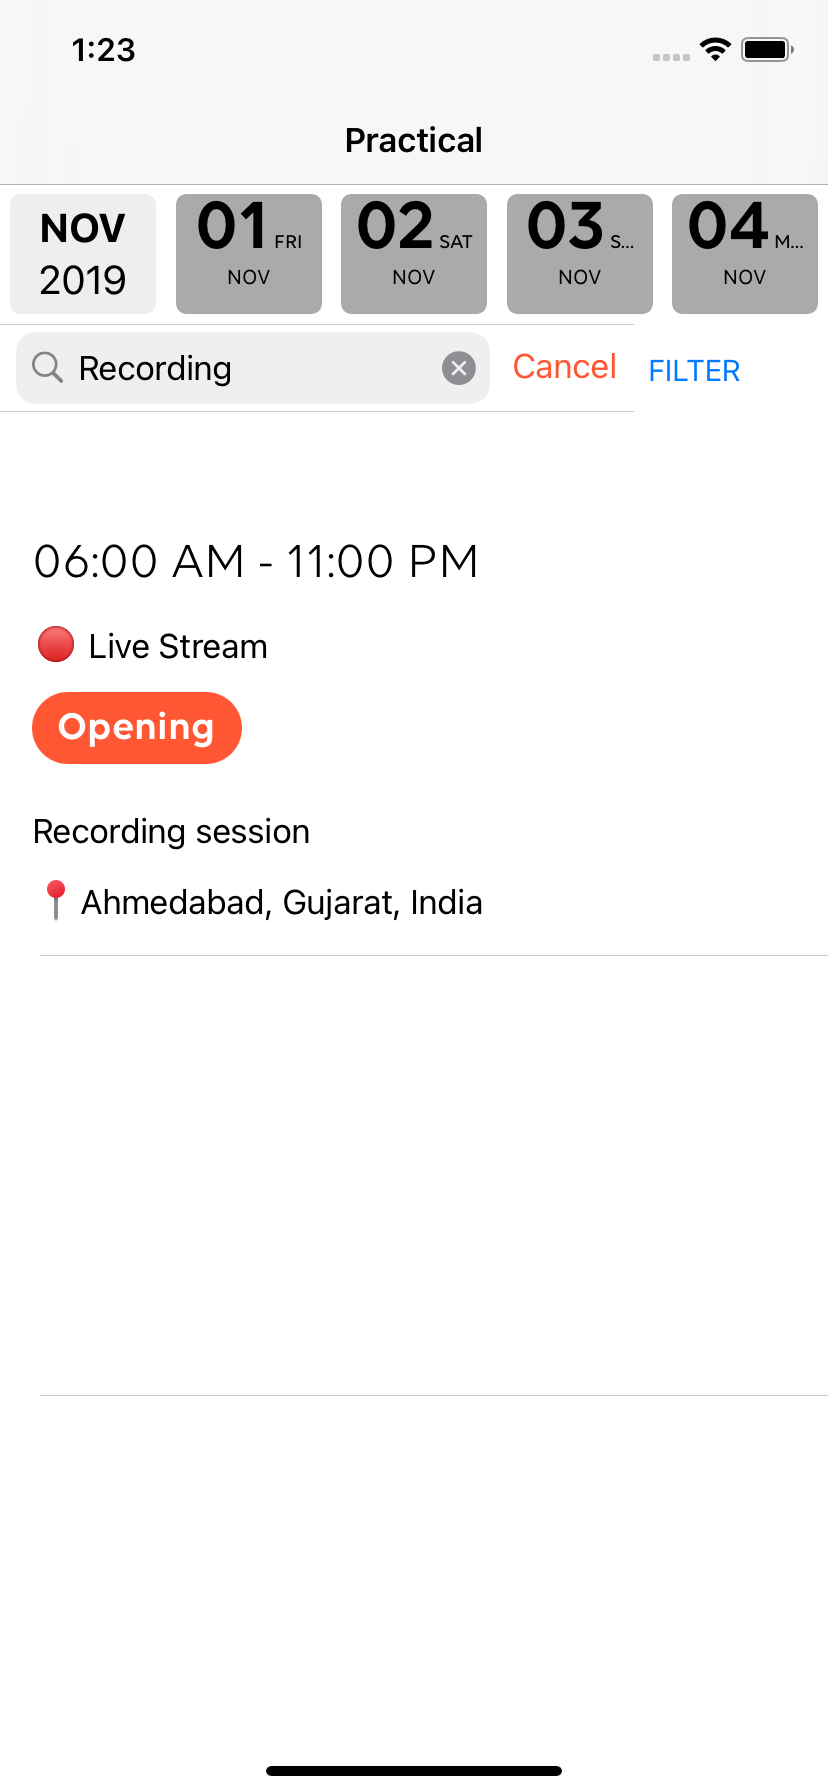 1:23
Practical
NOV
2019
01 FRI
NOV
02 SAT
NOV
03 S...
NOV
04 M...
NOV
Recording
Cancel
FILTER
06:00 AM - 11:00 PM
Live Stream
Opening
Recording session
Ahmedabad, Gujarat, India